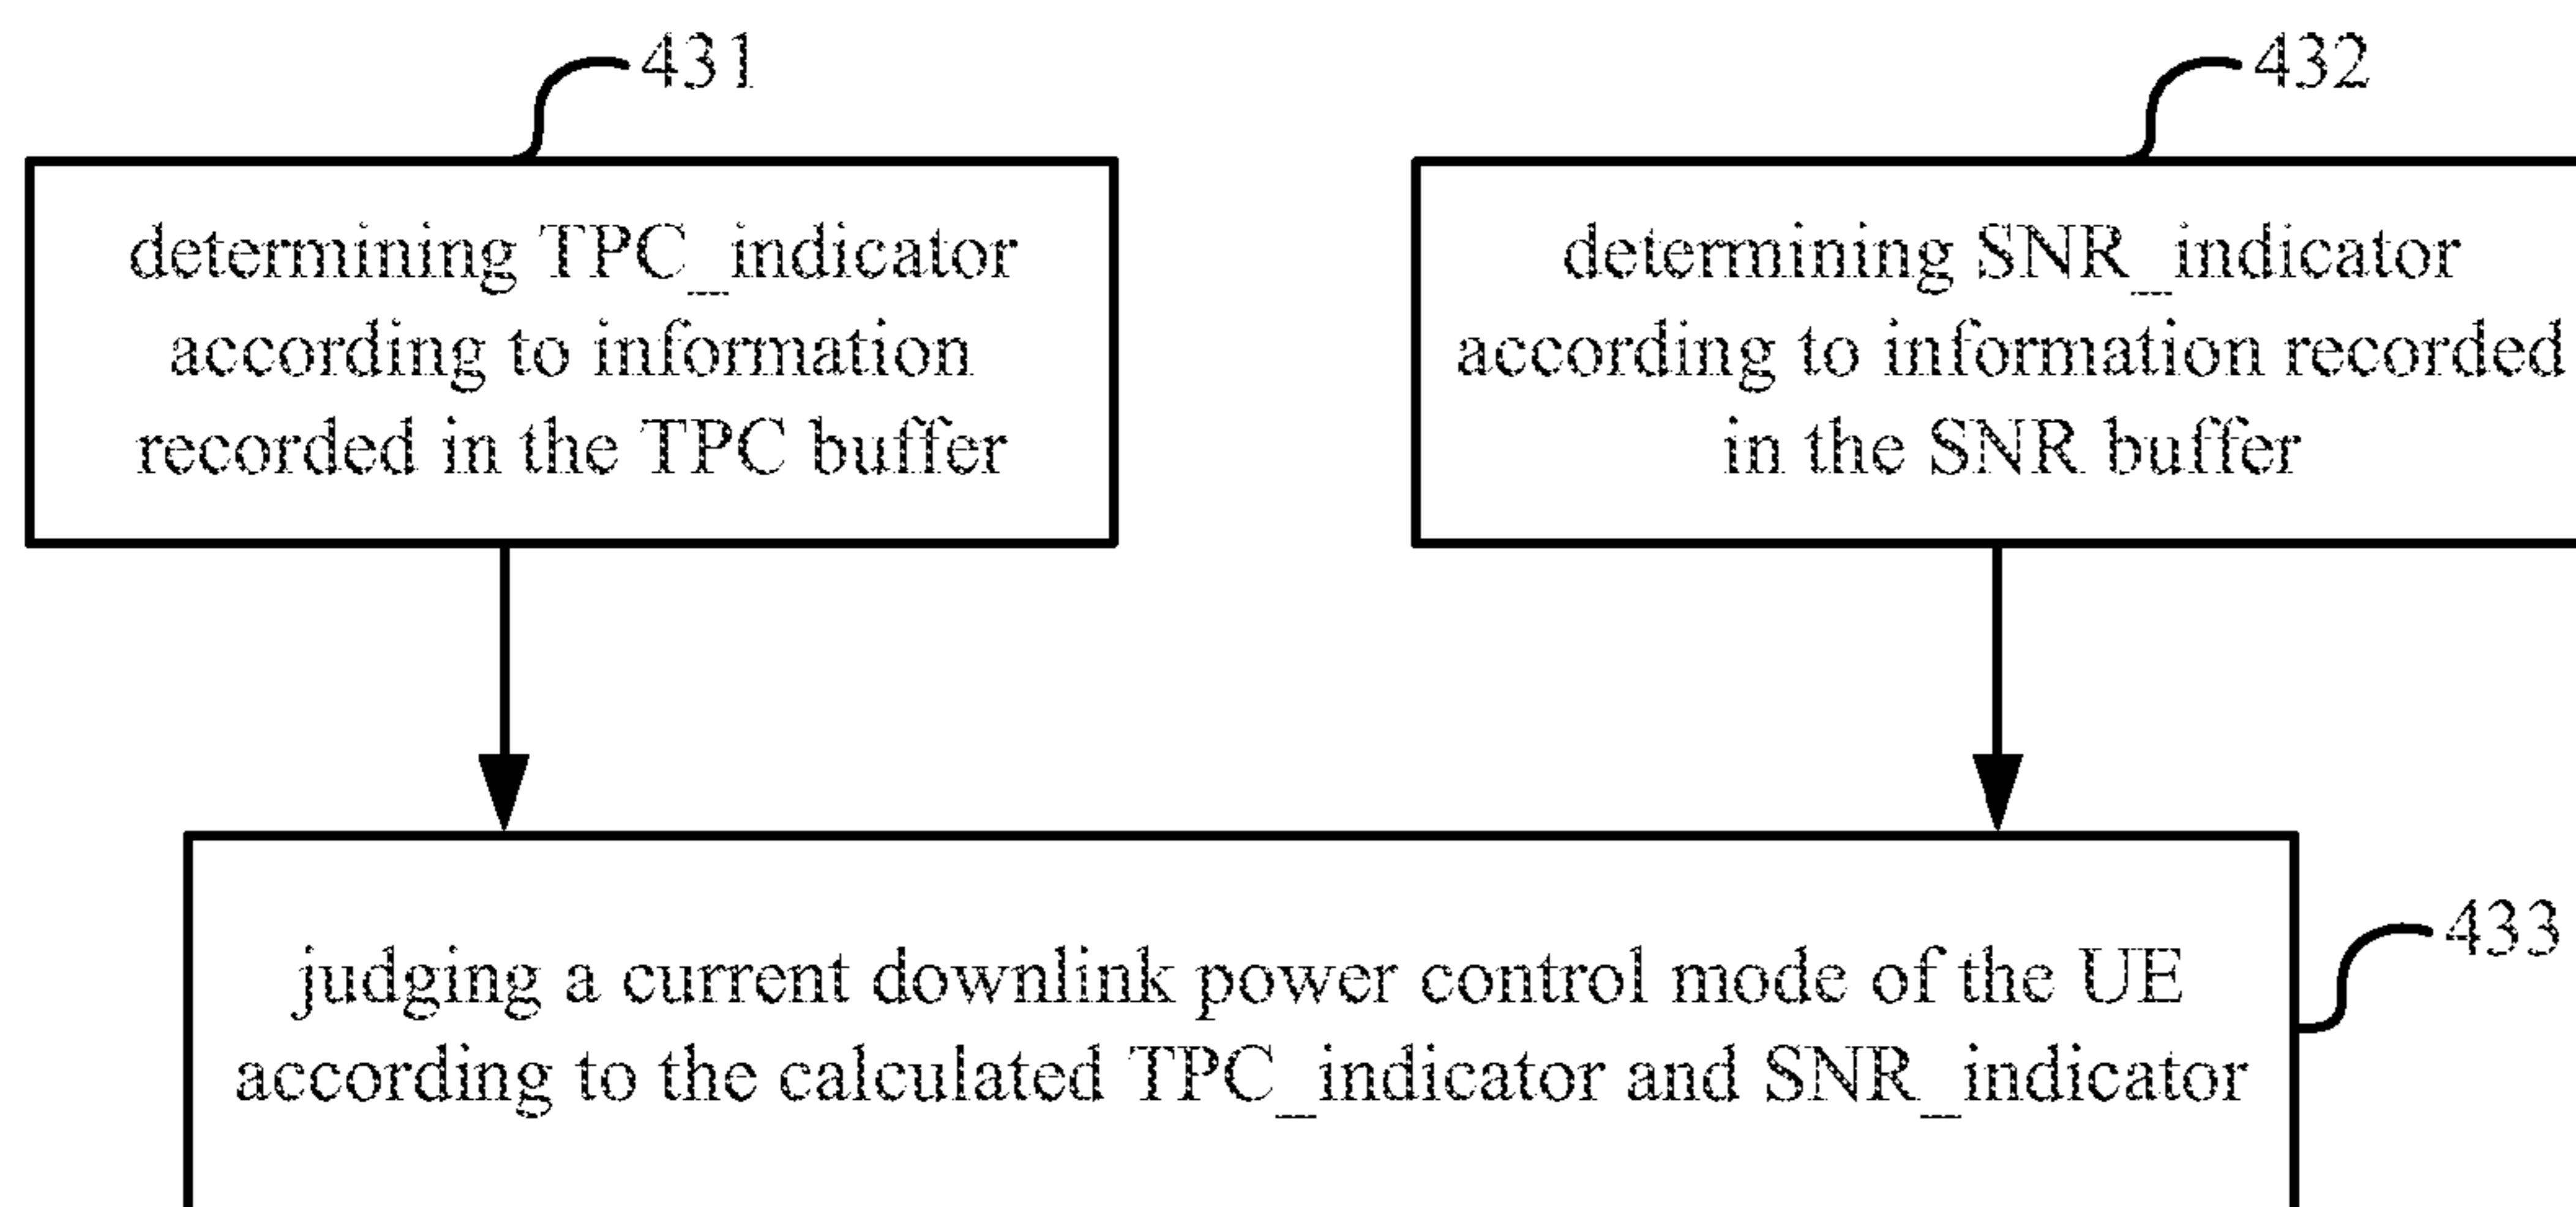 431
432
determining TPC_indicator
according to information
recorded in the TPC buffer
determining SNR_indicator
according to information recorded
in the SNR buffer
433
judging a current downlink power control mode of the UE
according to the calculated TPC_indicator and SNR_indicator